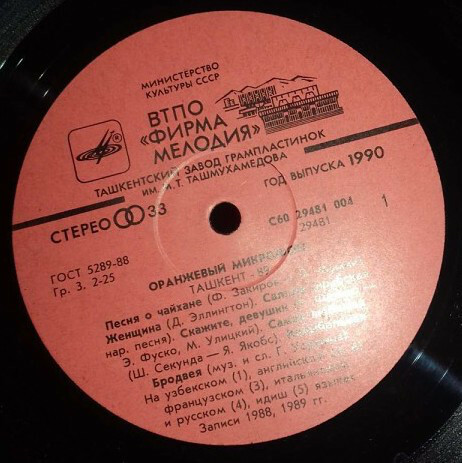 МИНИСТЕРСТВО
КУЛЬТУРЫ СССР
ВТПО
«ФИРМА
МЕЛОДИЯ»
ТАШКЕНТСКИЙ ЗАВОД ГРАМПЛАСТИНОК
ИМ. М.Т. ТАШМУХАМЕДОВА
ГОД ВЫПУСКА 1990
СТЕРЕО 33
ГОСТ 5289-88
Гр. 3, 2-25
С60 29481 004
29481
1
ОРАНЖЕВЫЙ
ТАШКЕНТ - 89
Песня о чайхане (Ф.
Женщина (Д. Эллингтон).
нар. песня). Скажите, девушки
Э. Фуско, М. Улицкий).
(Ш. Секунда — Я. Якобс).
Бродвея (муз. и сл. Г.
На узбекском (1), английском
французском (3),
и русском (4), идиш (5) языках
Записи 1988, 1989 гг.